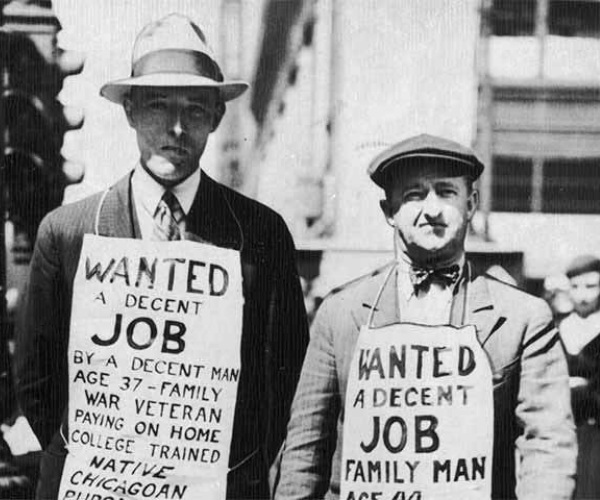 WANTED
A DECENT
JOB
BY A DECENT MAN
AGE 37 - FAMILY
WAR VETERAN
PAYING ON HOME
COLLEGE TRAINED
NATIVE
CHICAGOAN
WANTED
A DECENT
JOB
FAMILY MAN
AGE